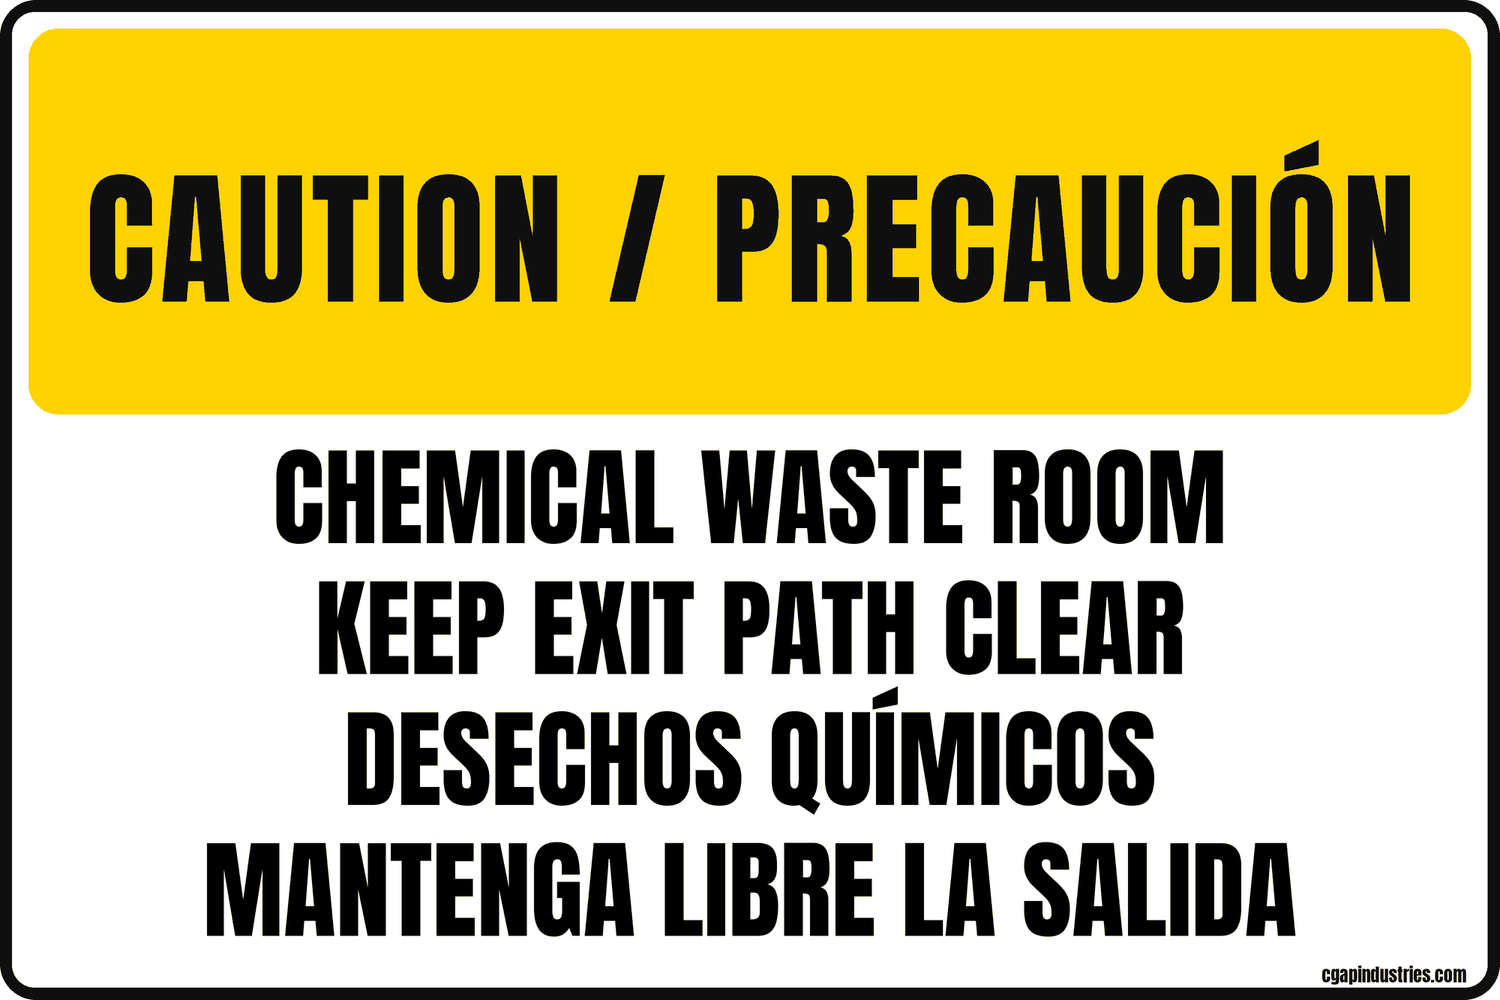 CAUTION / PRECAUCIÓN
CHEMICAL WASTE ROOM
KEEP EXIT PATH CLEAR
DESECHOS QUÍMICOS
MANTENGA LIBRE LA SALIDA
cgapindustries.com